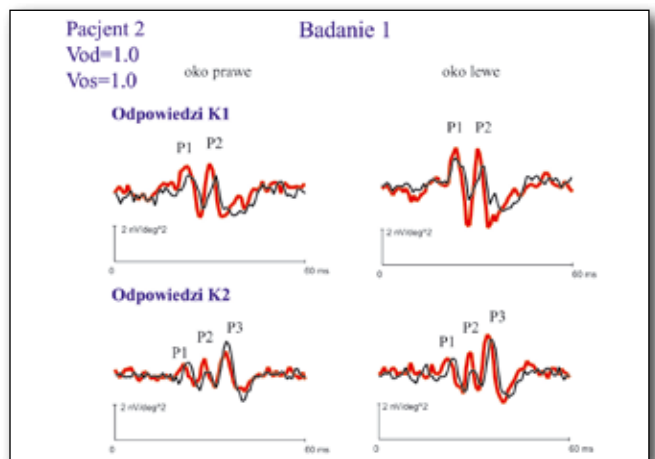 Pacjent 2
Badanie 1
Vod=1.0
Vos=1.0
oko prawe
oko lewe
Odpowiedzi K1
P1 P2
P1 P2
2 nV/deg^2
2 nV/deg^2
0 60 ms
0 60 ms
Odpowiedzi K2
P1 P2 P3
P1 P2 P3
2 nV/deg^2
2 nV/deg^2
0 60 ms
0 60 ms